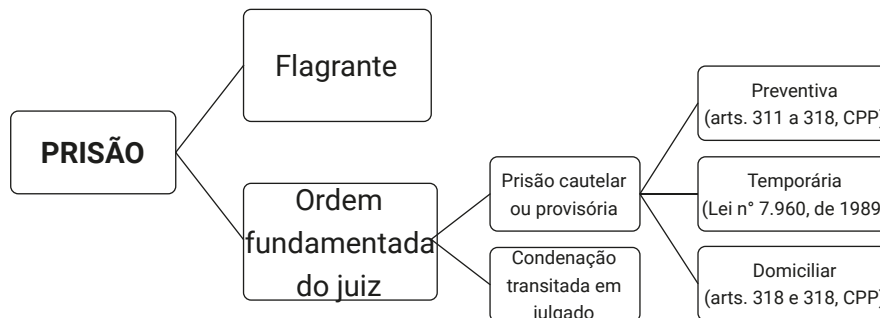 PRISÃO
Flagrante
Ordem
fundamentada
do juiz
Prisão cautelar
ou provisória
Condenação
transitada em
julgado
Preventiva
(arts. 311 a 318, CPP)
Temporária
(Lei n° 7.960, de 1989
Domiciliar
(arts. 318 e 318, CPP)